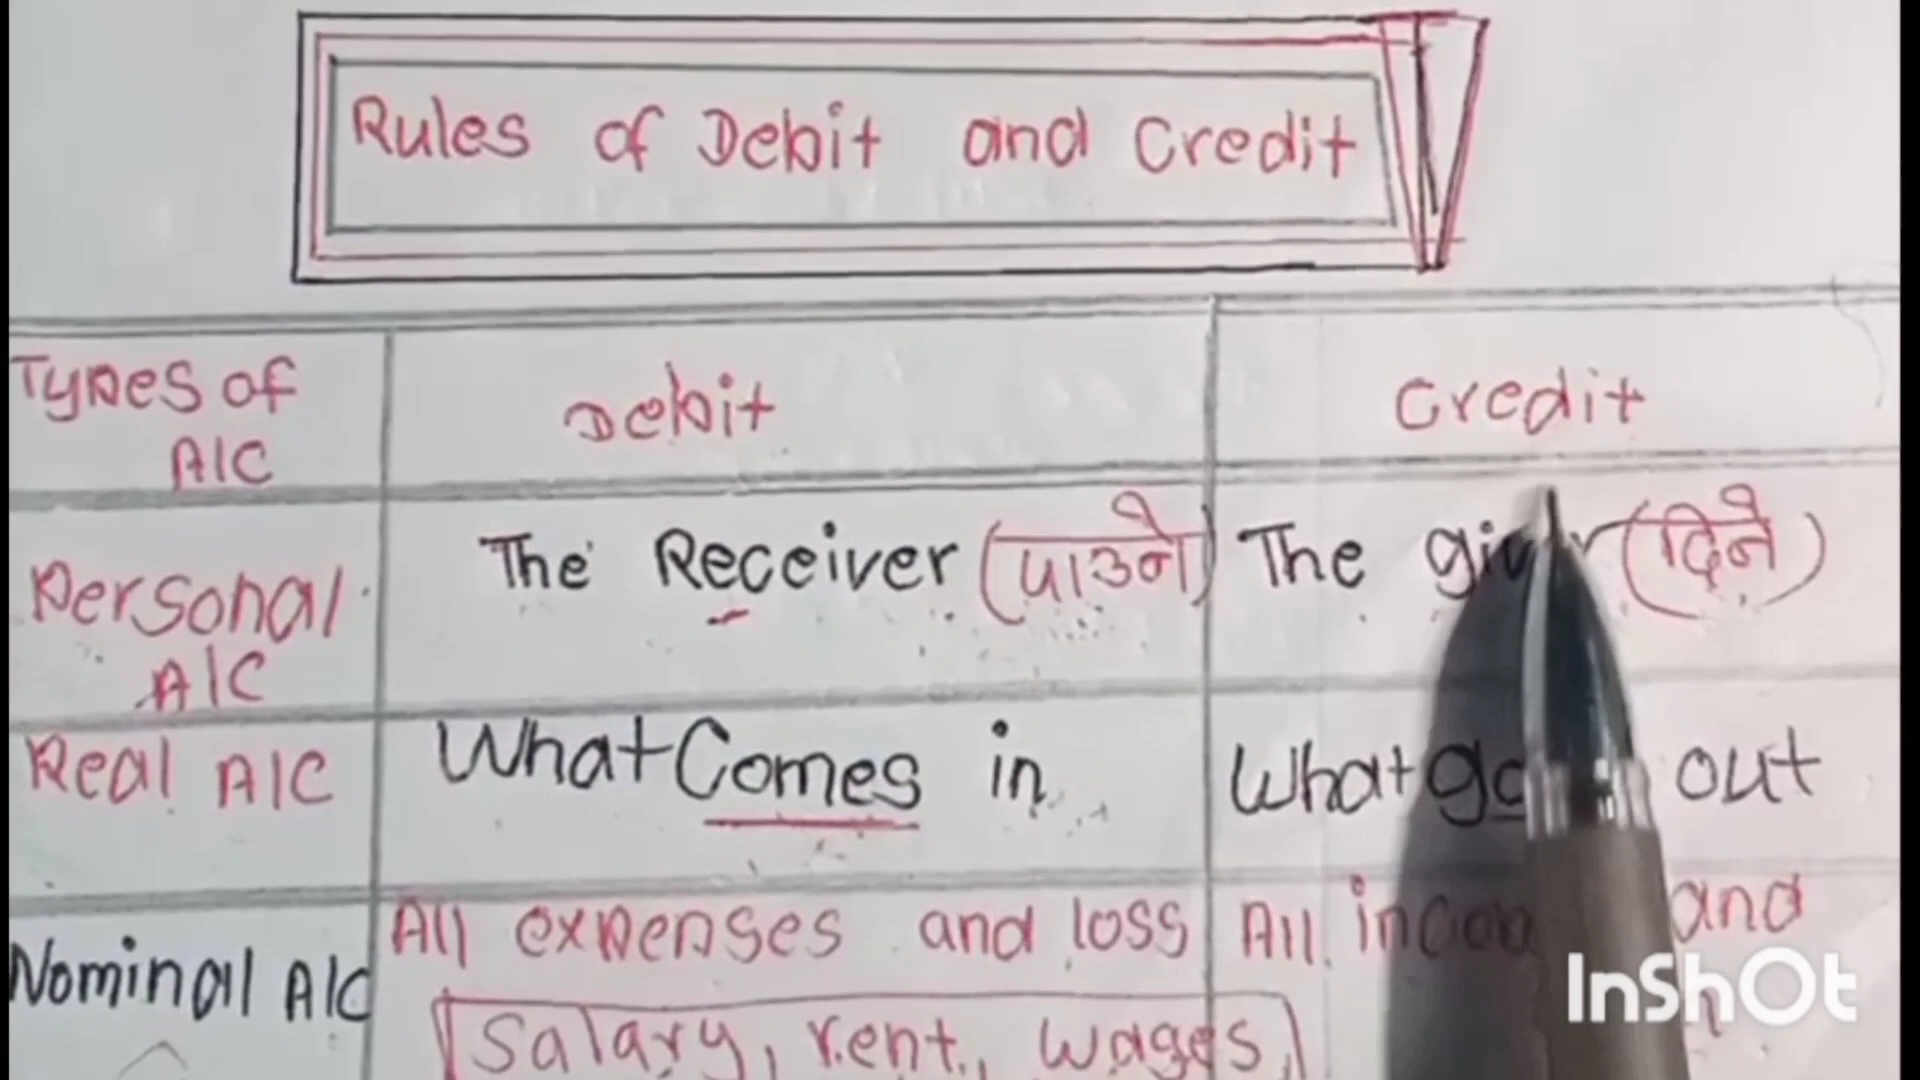 Rules of Debit and Credit
Types of A/C
Debit
Credit
Personal A/C
The Receiver (पाउने)
The (दिने)
Real A/C
What Comes in
What out
Nominal A/C
All expenses and loss
All and
Salary, rent, wages,
InShOt